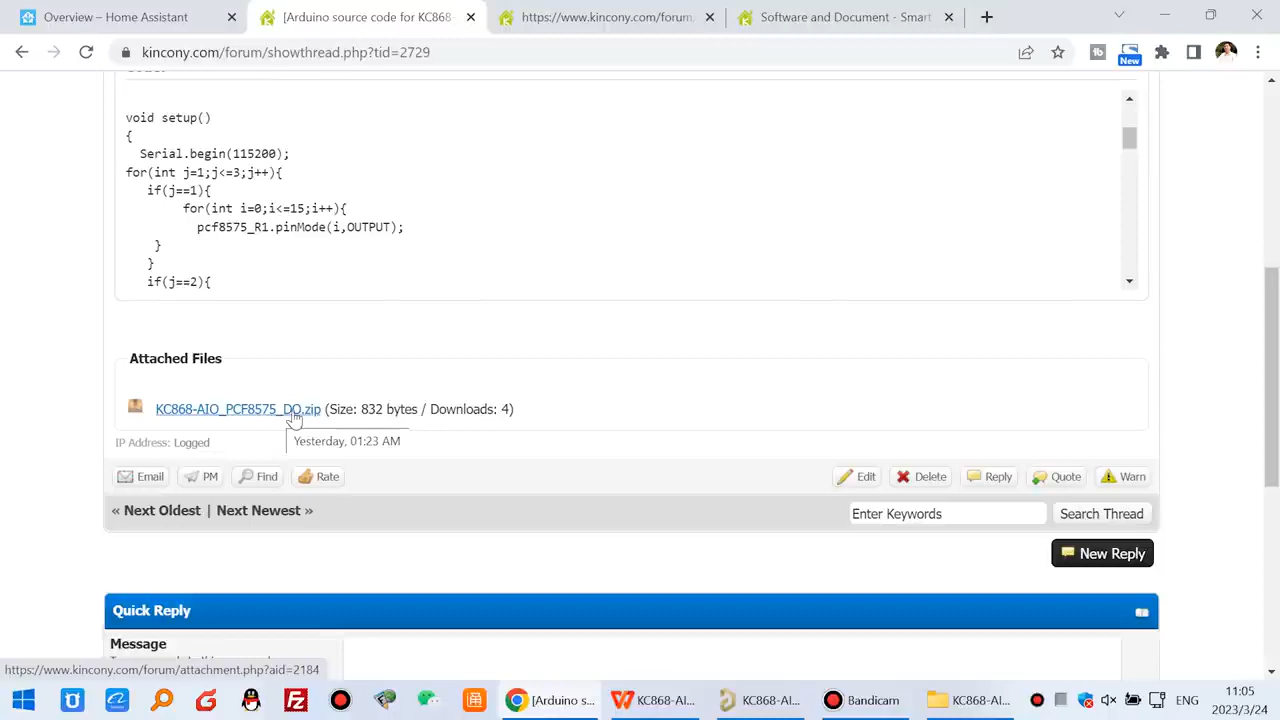 Overview – Home Assistant
[Arduino source code for KC868-
https://www.kincony.com/forum
Software and Document - Smart
kincony.com/forum/showthread.php?tid=2729
New
void setup()
{
Serial.begin(115200);
for(int j=1;j<=3;j++){
if(j==1){
for(int i=0;i<=15;i++){
pcf8575_R1.pinMode(i,OUTPUT);
}
}
if(j==2){
Attached Files
KC868-AIO_PCF8575_DO.zip (Size: 832 bytes / Downloads: 4)
Yesterday, 01:23 AM
IP Address: Logged
Email PM Find Rate Edit Delete Reply Quote Warn
« Next Oldest | Next Newest »
Enter Keywords Search Thread
New Reply
Quick Reply
Message
https://www.kincony.com/forum/attachment.php?aid=2184
[Arduino s...
KC868-AI...
KC868-AI...
Bandicam
KC868-AI...
ENG
11:05
2023/3/24